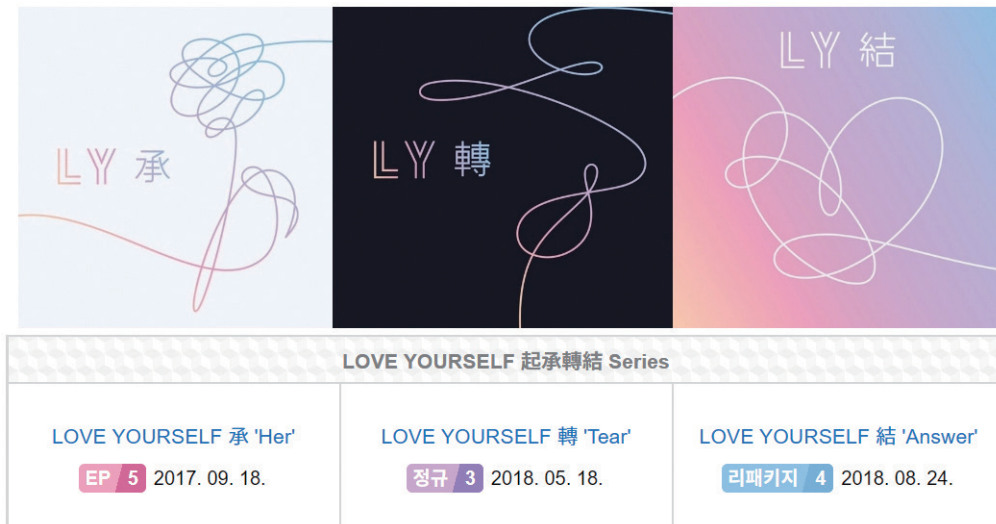 LY 承
LY 轉
LY 結
LOVE YOURSELF 起承轉結 Series
LOVE YOURSELF 承 'Her'
EP 5 2017. 09. 18.
LOVE YOURSELF 轉 'Tear'
정규 3 2018. 05. 18.
LOVE YOURSELF 結 'Answer'
리패키지 4 2018. 08. 24.